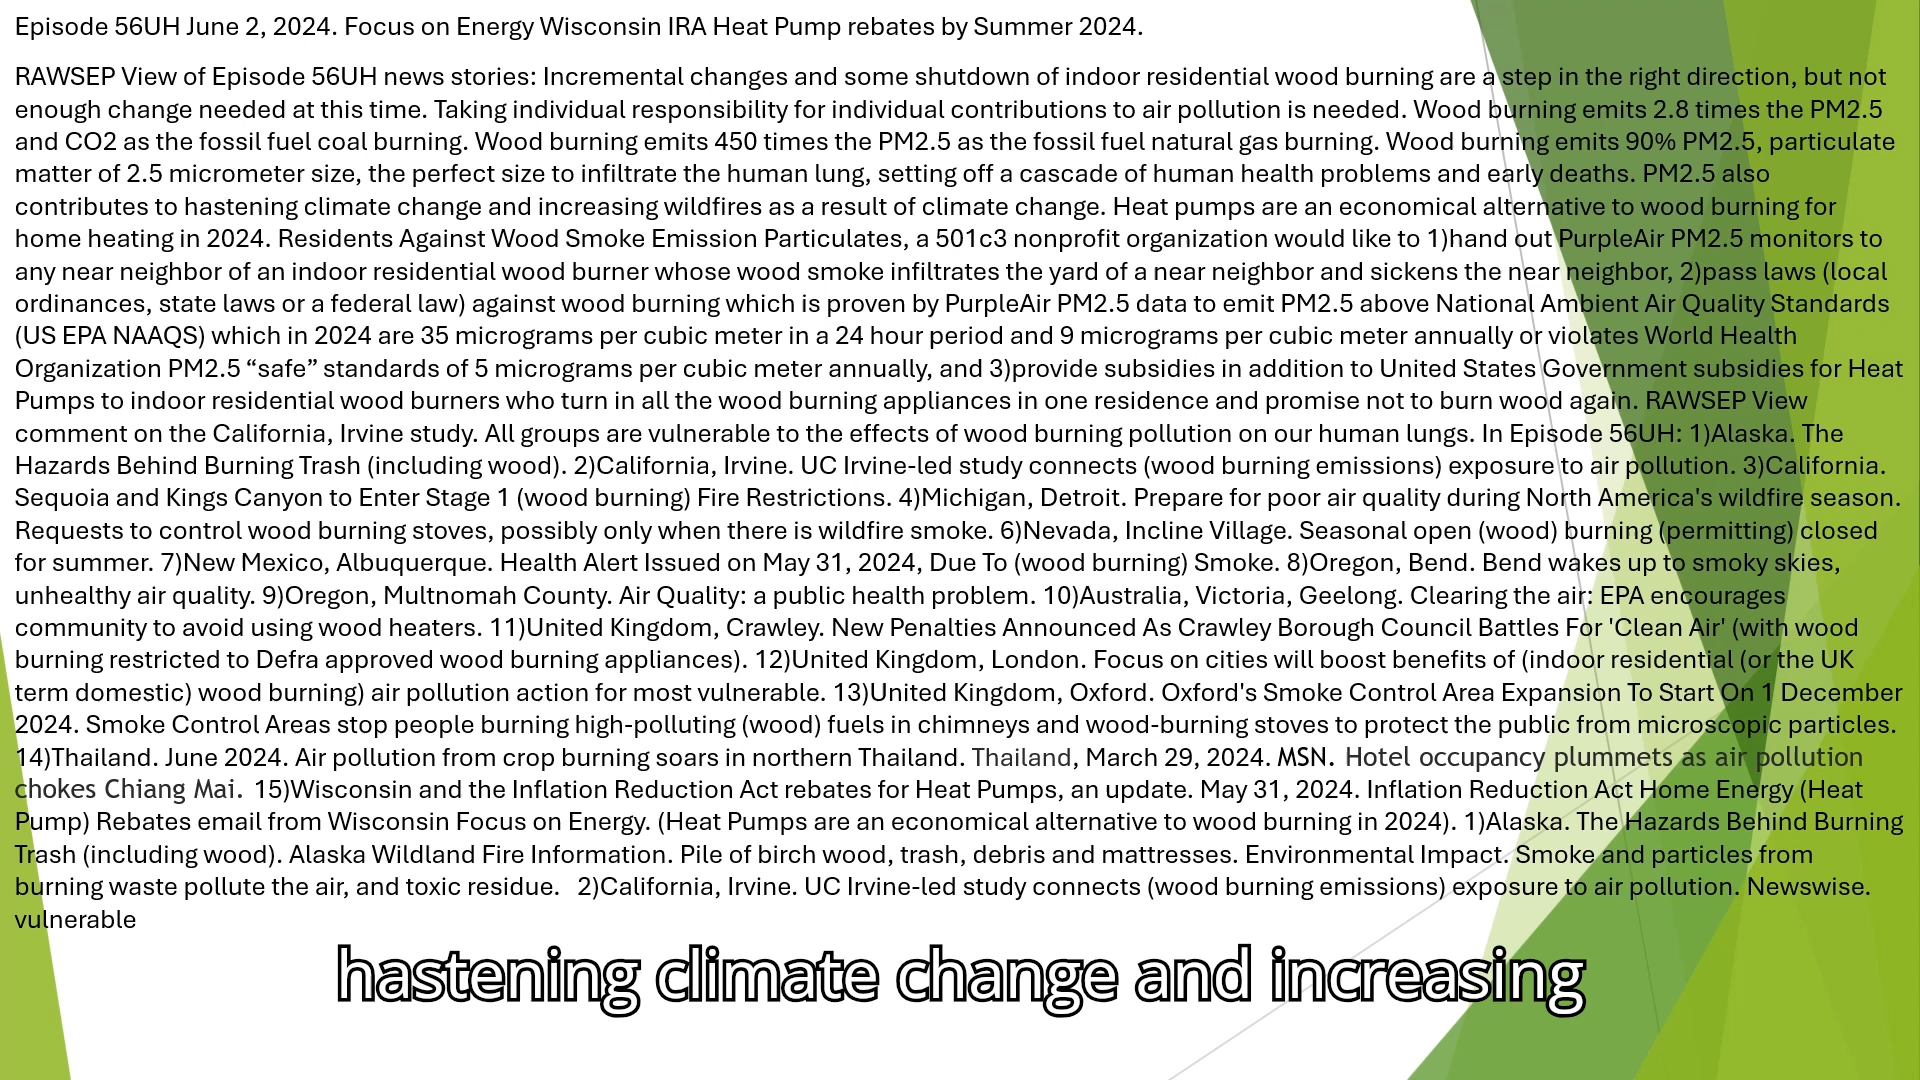 Episode 56UH June 2, 2024. Focus on Energy Wisconsin IRA Heat Pump rebates by Summer 2024.
RAWSEP View of Episode 56UH news stories: Incremental changes and some shutdown of indoor residential wood burning are a step in the right direction, but not
enough change needed at this time. Taking individual responsibility for individual contributions to air pollution is needed. Wood burning emits 2.8 times the PM2.5
and CO2 as the fossil fuel coal burning. Wood burning emits 450 times the PM2.5 as the fossil fuel natural gas burning. Wood burning emits 90% PM2.5, particulate
matter of 2.5 micrometer size, the perfect size to infiltrate the human lung, setting off a cascade of human health problems and early deaths. PM2.5 also
contributes to hastening climate change and increasing wildfires as a result of climate change. Heat pumps are an economical alternative to wood burning for
home heating in 2024. Residents Against Wood Smoke Emission Particulates, a 501c3 nonprofit organization would like to 1)hand out PurpleAir PM2.5 monitors to
any near neighbor of an indoor residential wood burner whose wood smoke infiltrates the yard of a near neighbor and sickens the near neighbor, 2)pass laws (local
ordinances, state laws or a federal law) against wood burning which is proven by PurpleAir PM2.5 data to emit PM2.5 above National Ambient Air Quality Standards
(US EPA NAAQS) which in 2024 are 35 micrograms per cubic meter in a 24 hour period and 9 micrograms per cubic meter annually or violates World Health
Organization PM2.5 “safe” standards of 5 micrograms per cubic meter annually, and 3)provide subsidies in addition to United States Government subsidies for Heat
Pumps to indoor residential wood burners who turn in all the wood burning appliances in one residence and promise not to burn wood again. RAWSEP View
comment on the California, Irvine study. All groups are vulnerable to the effects of wood burning pollution on our human lungs. In Episode 56UH: 1)Alaska. The
Hazards Behind Burning Trash (including wood). 2)California, Irvine. UC Irvine-led study connects (wood burning emissions) exposure to air pollution. 3)California.
Sequoia and Kings Canyon to Enter Stage 1 (wood burning) Fire Restrictions. 4)Michigan, Detroit. Prepare for poor air quality during North America's wildfire season.
Requests to control wood burning stoves, possibly only when there is wildfire smoke. 6)Nevada, Incline Village. Seasonal open (wood) burning (permitting) closed
for summer. 7)New Mexico, Albuquerque. Health Alert Issued on May 31, 2024, Due To (wood burning) Smoke. 8)Oregon, Bend. Bend wakes up to smoky skies,
unhealthy air quality. 9)Oregon, Multnomah County. Air Quality: a public health problem. 10)Australia, Victoria, Geelong. Clearing the air: EPA encourages
community to avoid using wood heaters. 11)United Kingdom, Crawley. New Penalties Announced As Crawley Borough Council Battles For 'Clean Air' (with wood
burning restricted to Defra approved wood burning appliances). 12)United Kingdom, London. Focus on cities will boost benefits of (indoor residential (or the UK
term domestic) wood burning) air pollution action for most vulnerable. 13)United Kingdom, Oxford. Oxford's Smoke Control Area Expansion To Start On 1 December
2024. Smoke Control Areas stop people burning high-polluting (wood) fuels in chimneys and wood-burning stoves to protect the public from microscopic particles.
14)Thailand. June 2024. Air pollution from crop burning soars in northern Thailand. Thailand, March 29, 2024. MSN. Hotel occupancy plummets as air pollution
chokes Chiang Mai. 15)Wisconsin and the Inflation Reduction Act rebates for Heat Pumps, an update. May 31, 2024. Inflation Reduction Act Home Energy (Heat
Pump) Rebates email from Wisconsin Focus on Energy. (Heat Pumps are an economical alternative to wood burning in 2024). 1)Alaska. The Hazards Behind Burning
Trash (including wood). Alaska Wildland Fire Information. Pile of birch wood, trash, debris and mattresses. Environmental Impact. Smoke and particles from
burning waste pollute the air, and toxic residue. 2)California, Irvine. UC Irvine-led study connects (wood burning emissions) exposure to air pollution. Newswise.
vulnerable
hastening climate change and increasing